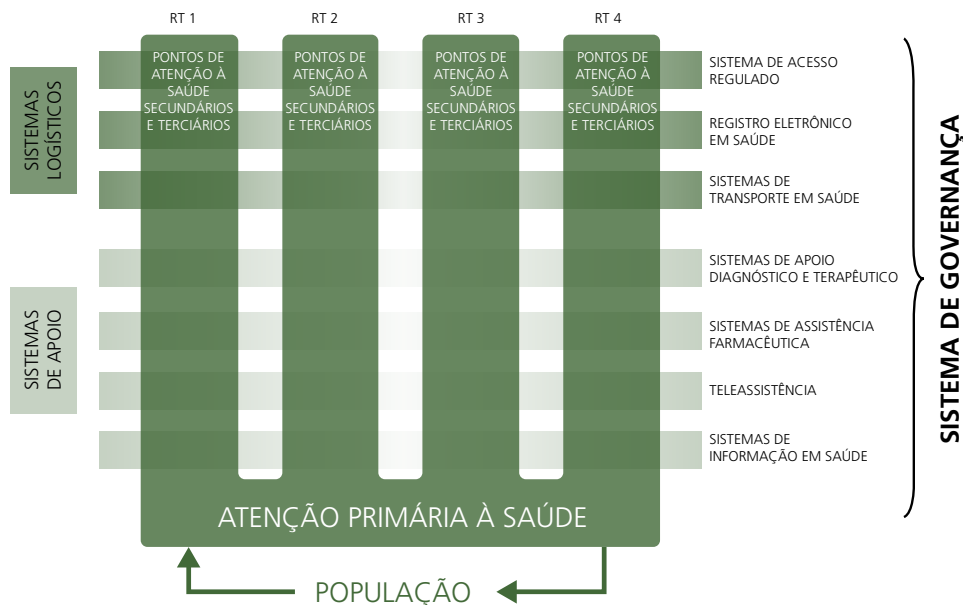 RT 1
RT 2
RT 3
RT 4
PONTOS DE
ATENÇÃO À
SAÚDE
SECUNDÁRIOS
E TERCIÁRIOS
PONTOS DE
ATENÇÃO À
SAÚDE
SECUNDÁRIOS
E TERCIÁRIOS
PONTOS DE
ATENÇÃO À
SAÚDE
SECUNDÁRIOS
E TERCIÁRIOS
PONTOS DE
ATENÇÃO À
SAÚDE
SECUNDÁRIOS
E TERCIÁRIOS
SISTEMAS
LOGÍSTICOS
SISTEMA DE ACESSO
REGULADO
REGISTRO ELETRÔNICO
EM SAÚDE
SISTEMAS DE
TRANSPORTE EM SAÚDE
SISTEMAS
DE APOIO
SISTEMAS DE APOIO
DIAGNÓSTICO E TERAPÊUTICO
SISTEMAS DE ASSISTÊNCIA
FARMACÊUTICA
TELEASSISTÊNCIA
SISTEMAS DE
INFORMAÇÃO EM SAÚDE
SISTEMA DE GOVERNANÇA
ATENÇÃO PRIMÁRIA À SAÚDE
POPULAÇÃO